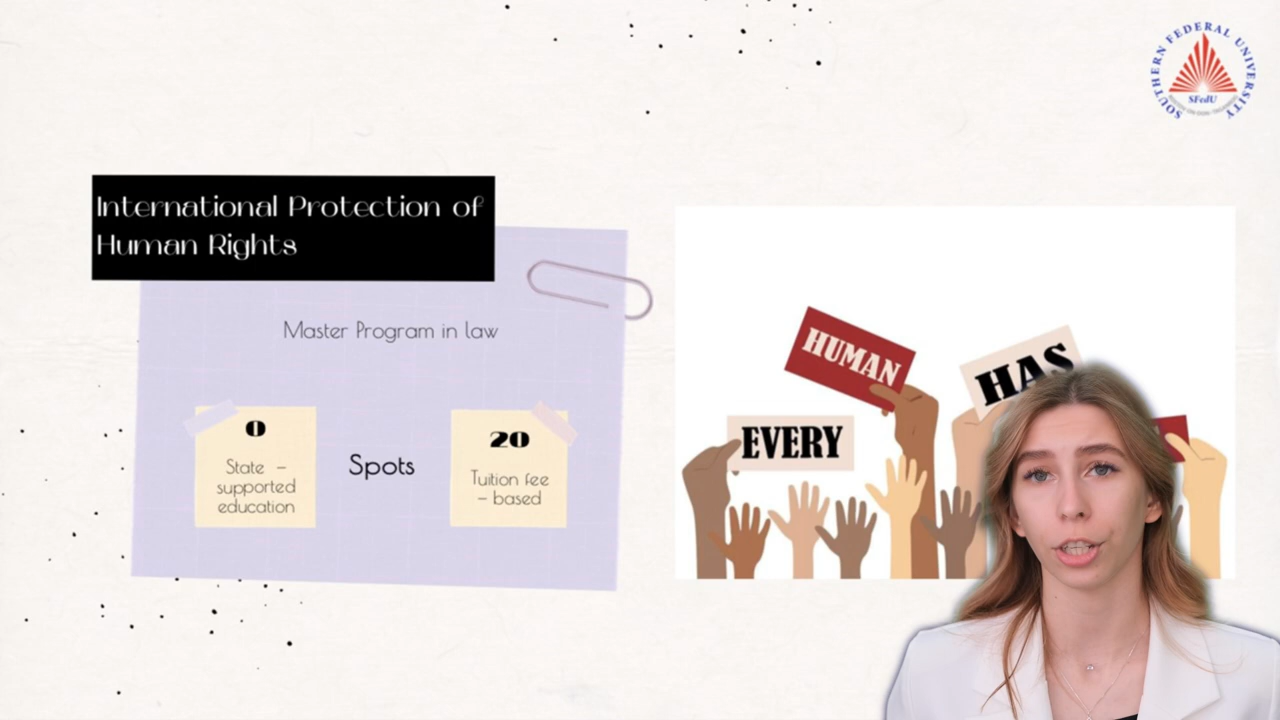 SOUTHERN FEDERAL UNIVERSITY
SFedU
International Protection of
Human Rights
Master Program in law
0
State –
supported
education
Spots
20
Tuition fee
– based
EVERY
HUMAN
HAS